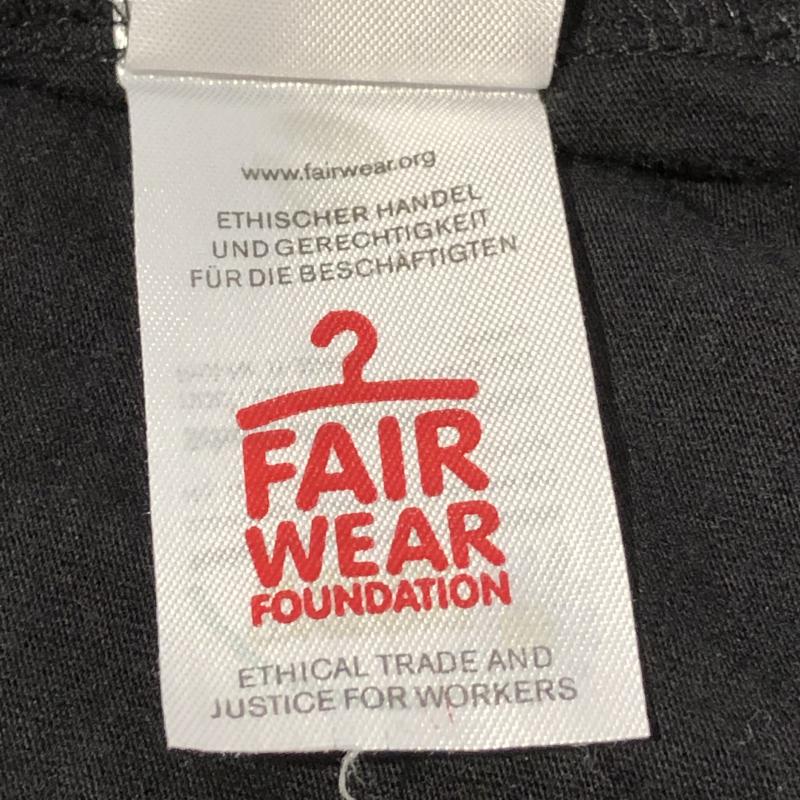 www.fairwear.org
ETHISCHER HANDEL
UND GERECHTIGKEIT
FÜR DIE BESCHÄFTIGTEN
FAIR
WEAR
FOUNDATION
ETHICAL TRADE AND
JUSTICE FOR WORKERS